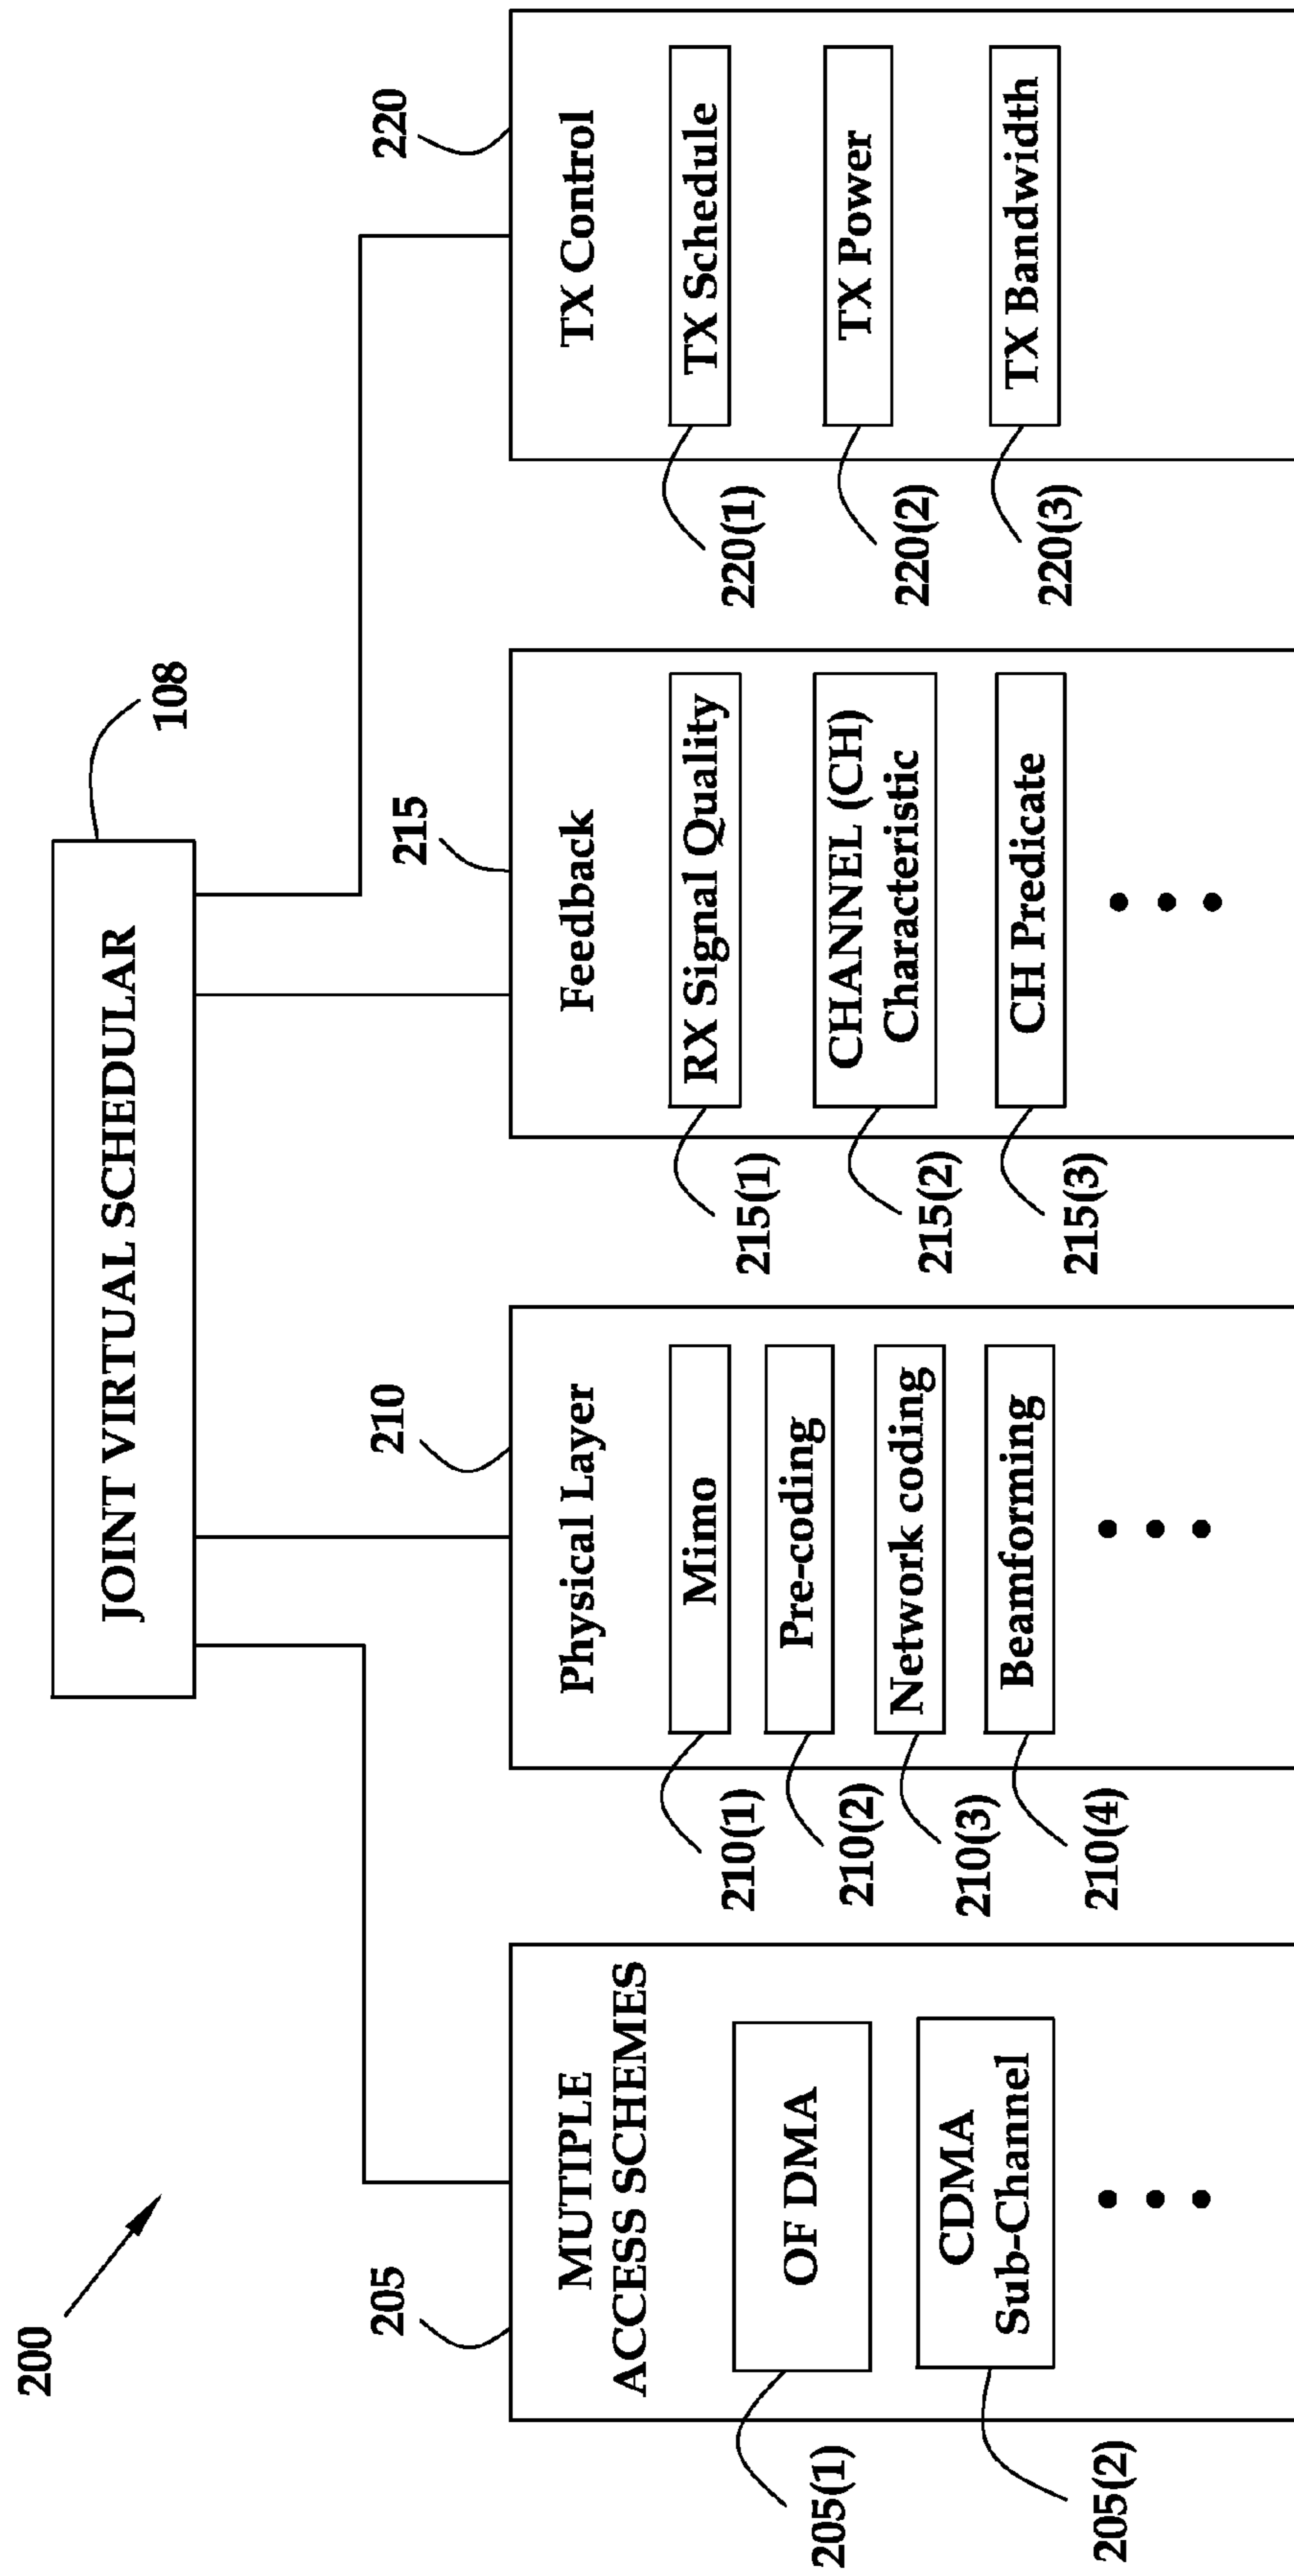 200
JOINT VIRTUAL SCHEDULAR
108
205
MUTIPLE
ACCESS SCHEMES
OF DMA
205(1)
CDMA
Sub-Channel
205(2)
210
Physical Layer
Mimo
210(1)
Pre-coding
210(2)
Network coding
210(3)
Beamforming
210(4)
215
Feedback
RX Signal Quality
215(1)
CHANNEL (CH)
Characteristic
215(2)
CH Predicate
215(3)
220
TX Control
TX Schedule
220(1)
TX Power
220(2)
TX Bandwidth
220(3)